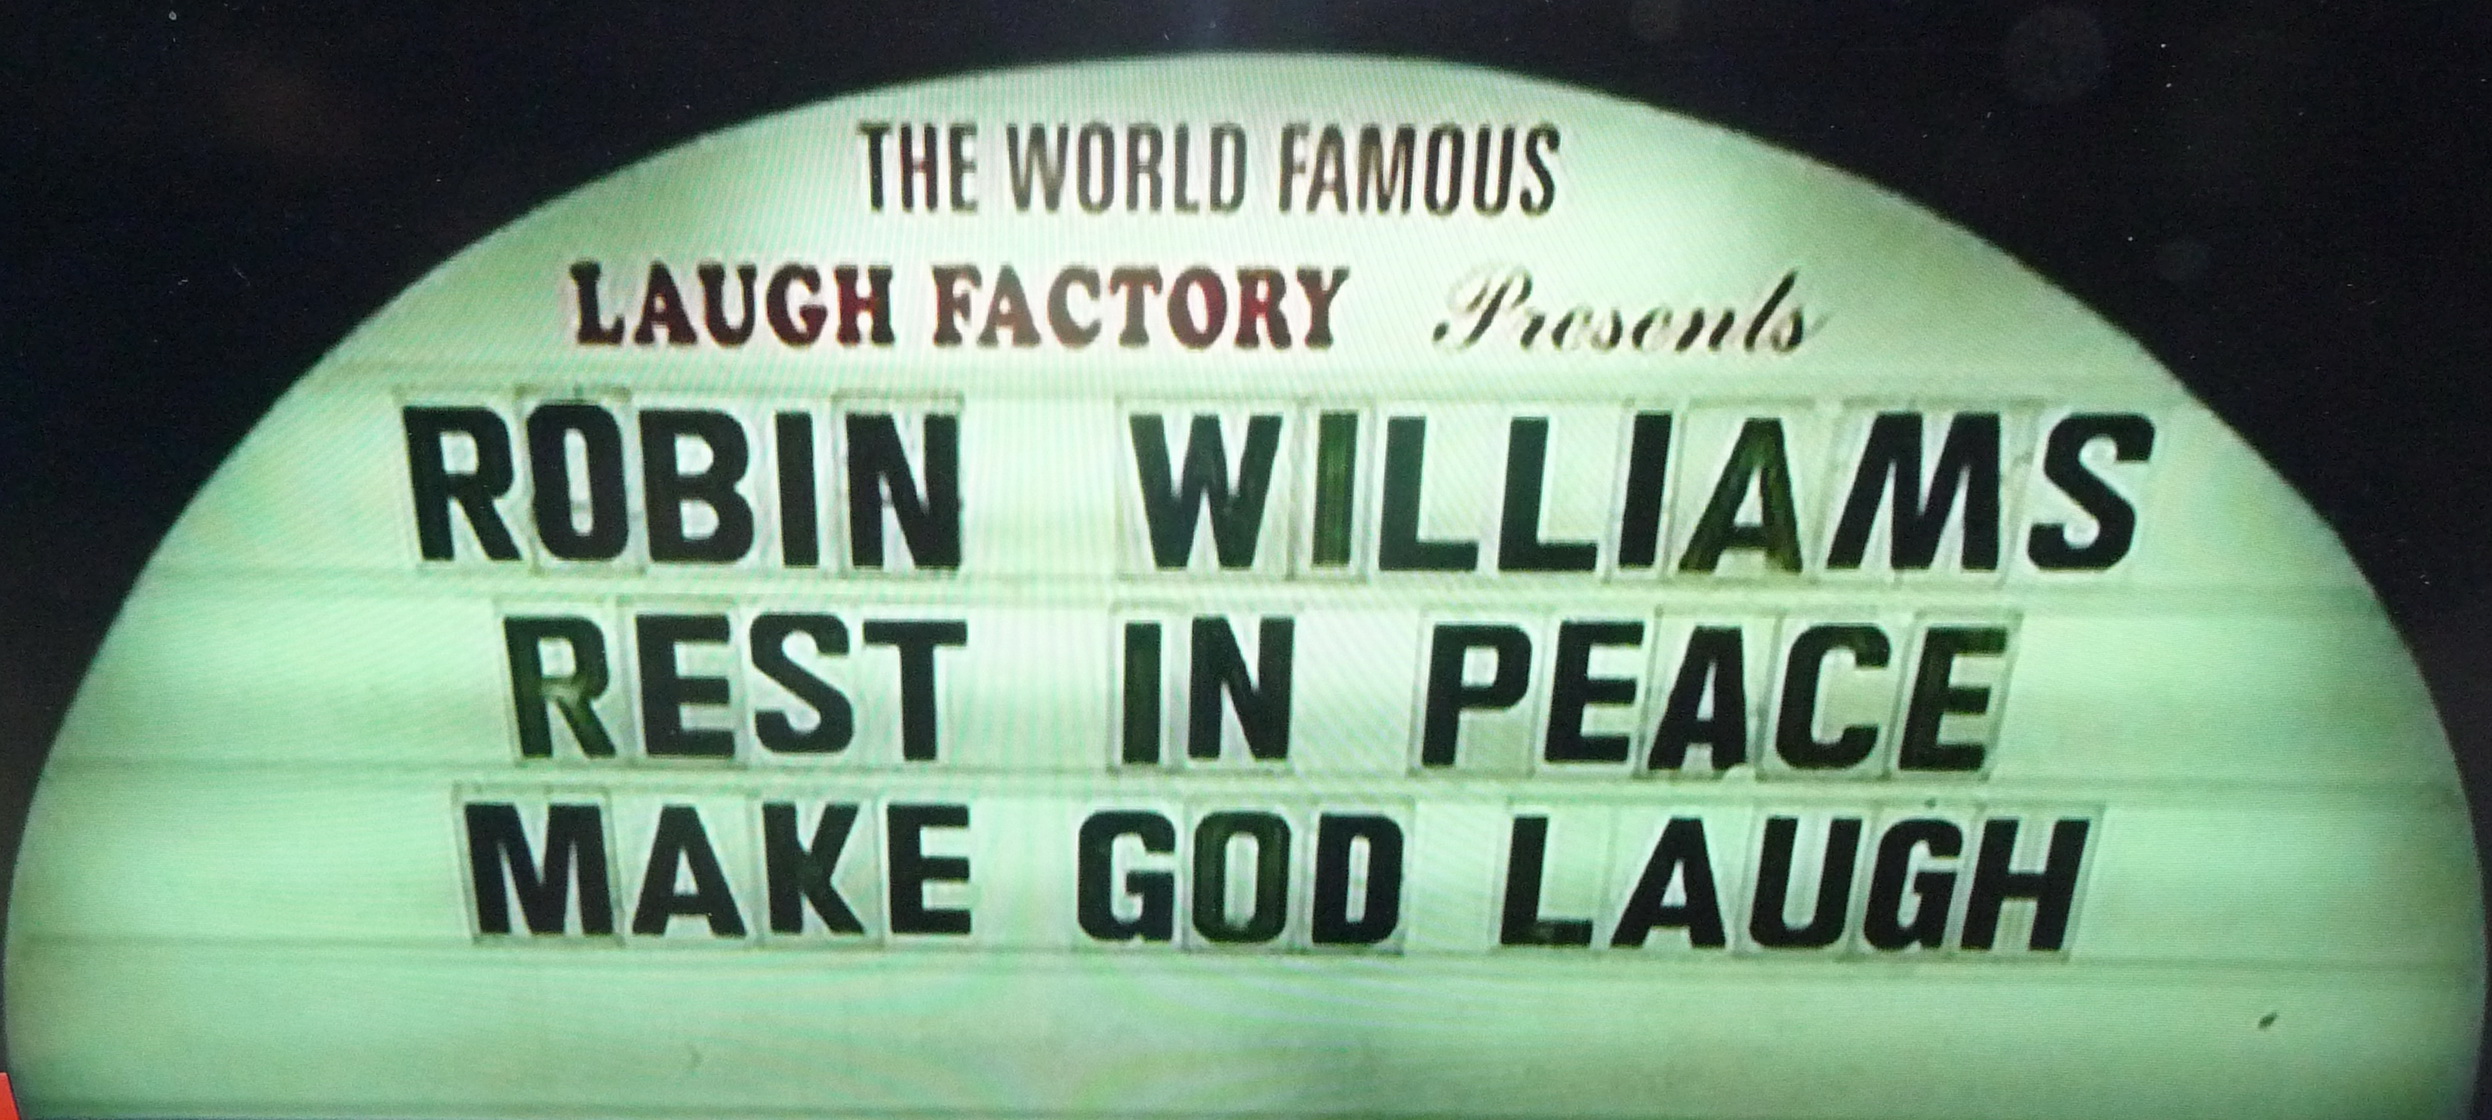 THE WORLD FAMOUS
LAUGH FACTORY Presents
ROBIN WILLIAMS
REST IN PEACE
MAKE GOD LAUGH